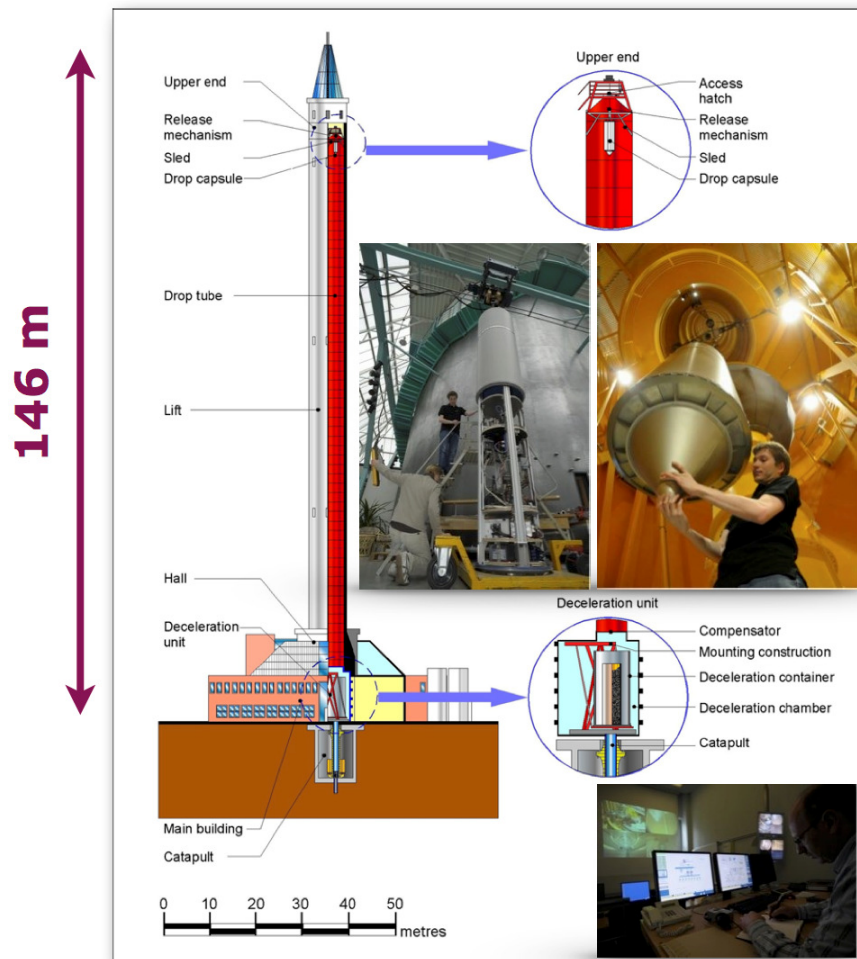 146 m
Upper end
Release
mechanism
Sled
Drop capsule
Drop tube
Lift
Hall
Deceleration
unit
Main building
Catapult
0 10 20 30 40 50
metres
Upper end
Access
hatch
Release
mechanism
Sled
Drop capsule
Deceleration unit
Compensator
Mounting construction
Deceleration container
Deceleration chamber
Catapult